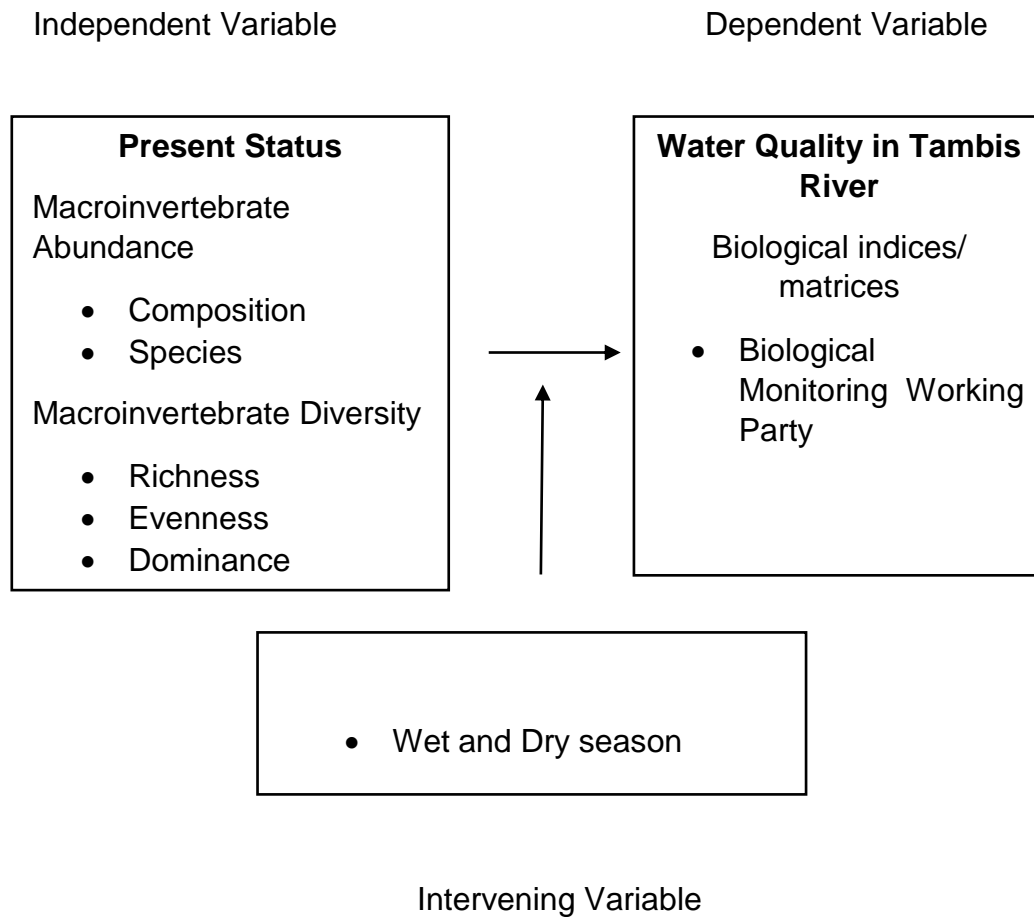 Independent Variable
Dependent Variable
Present Status
Macroinvertebrate
Abundance
• Composition
• Species
Macroinvertebrate Diversity
• Richness
• Evenness
• Dominance
Water Quality in Tambis
River
Biological indices/
matrices
• Biological
Monitoring Working
Party
• Wet and Dry season
Intervening Variable